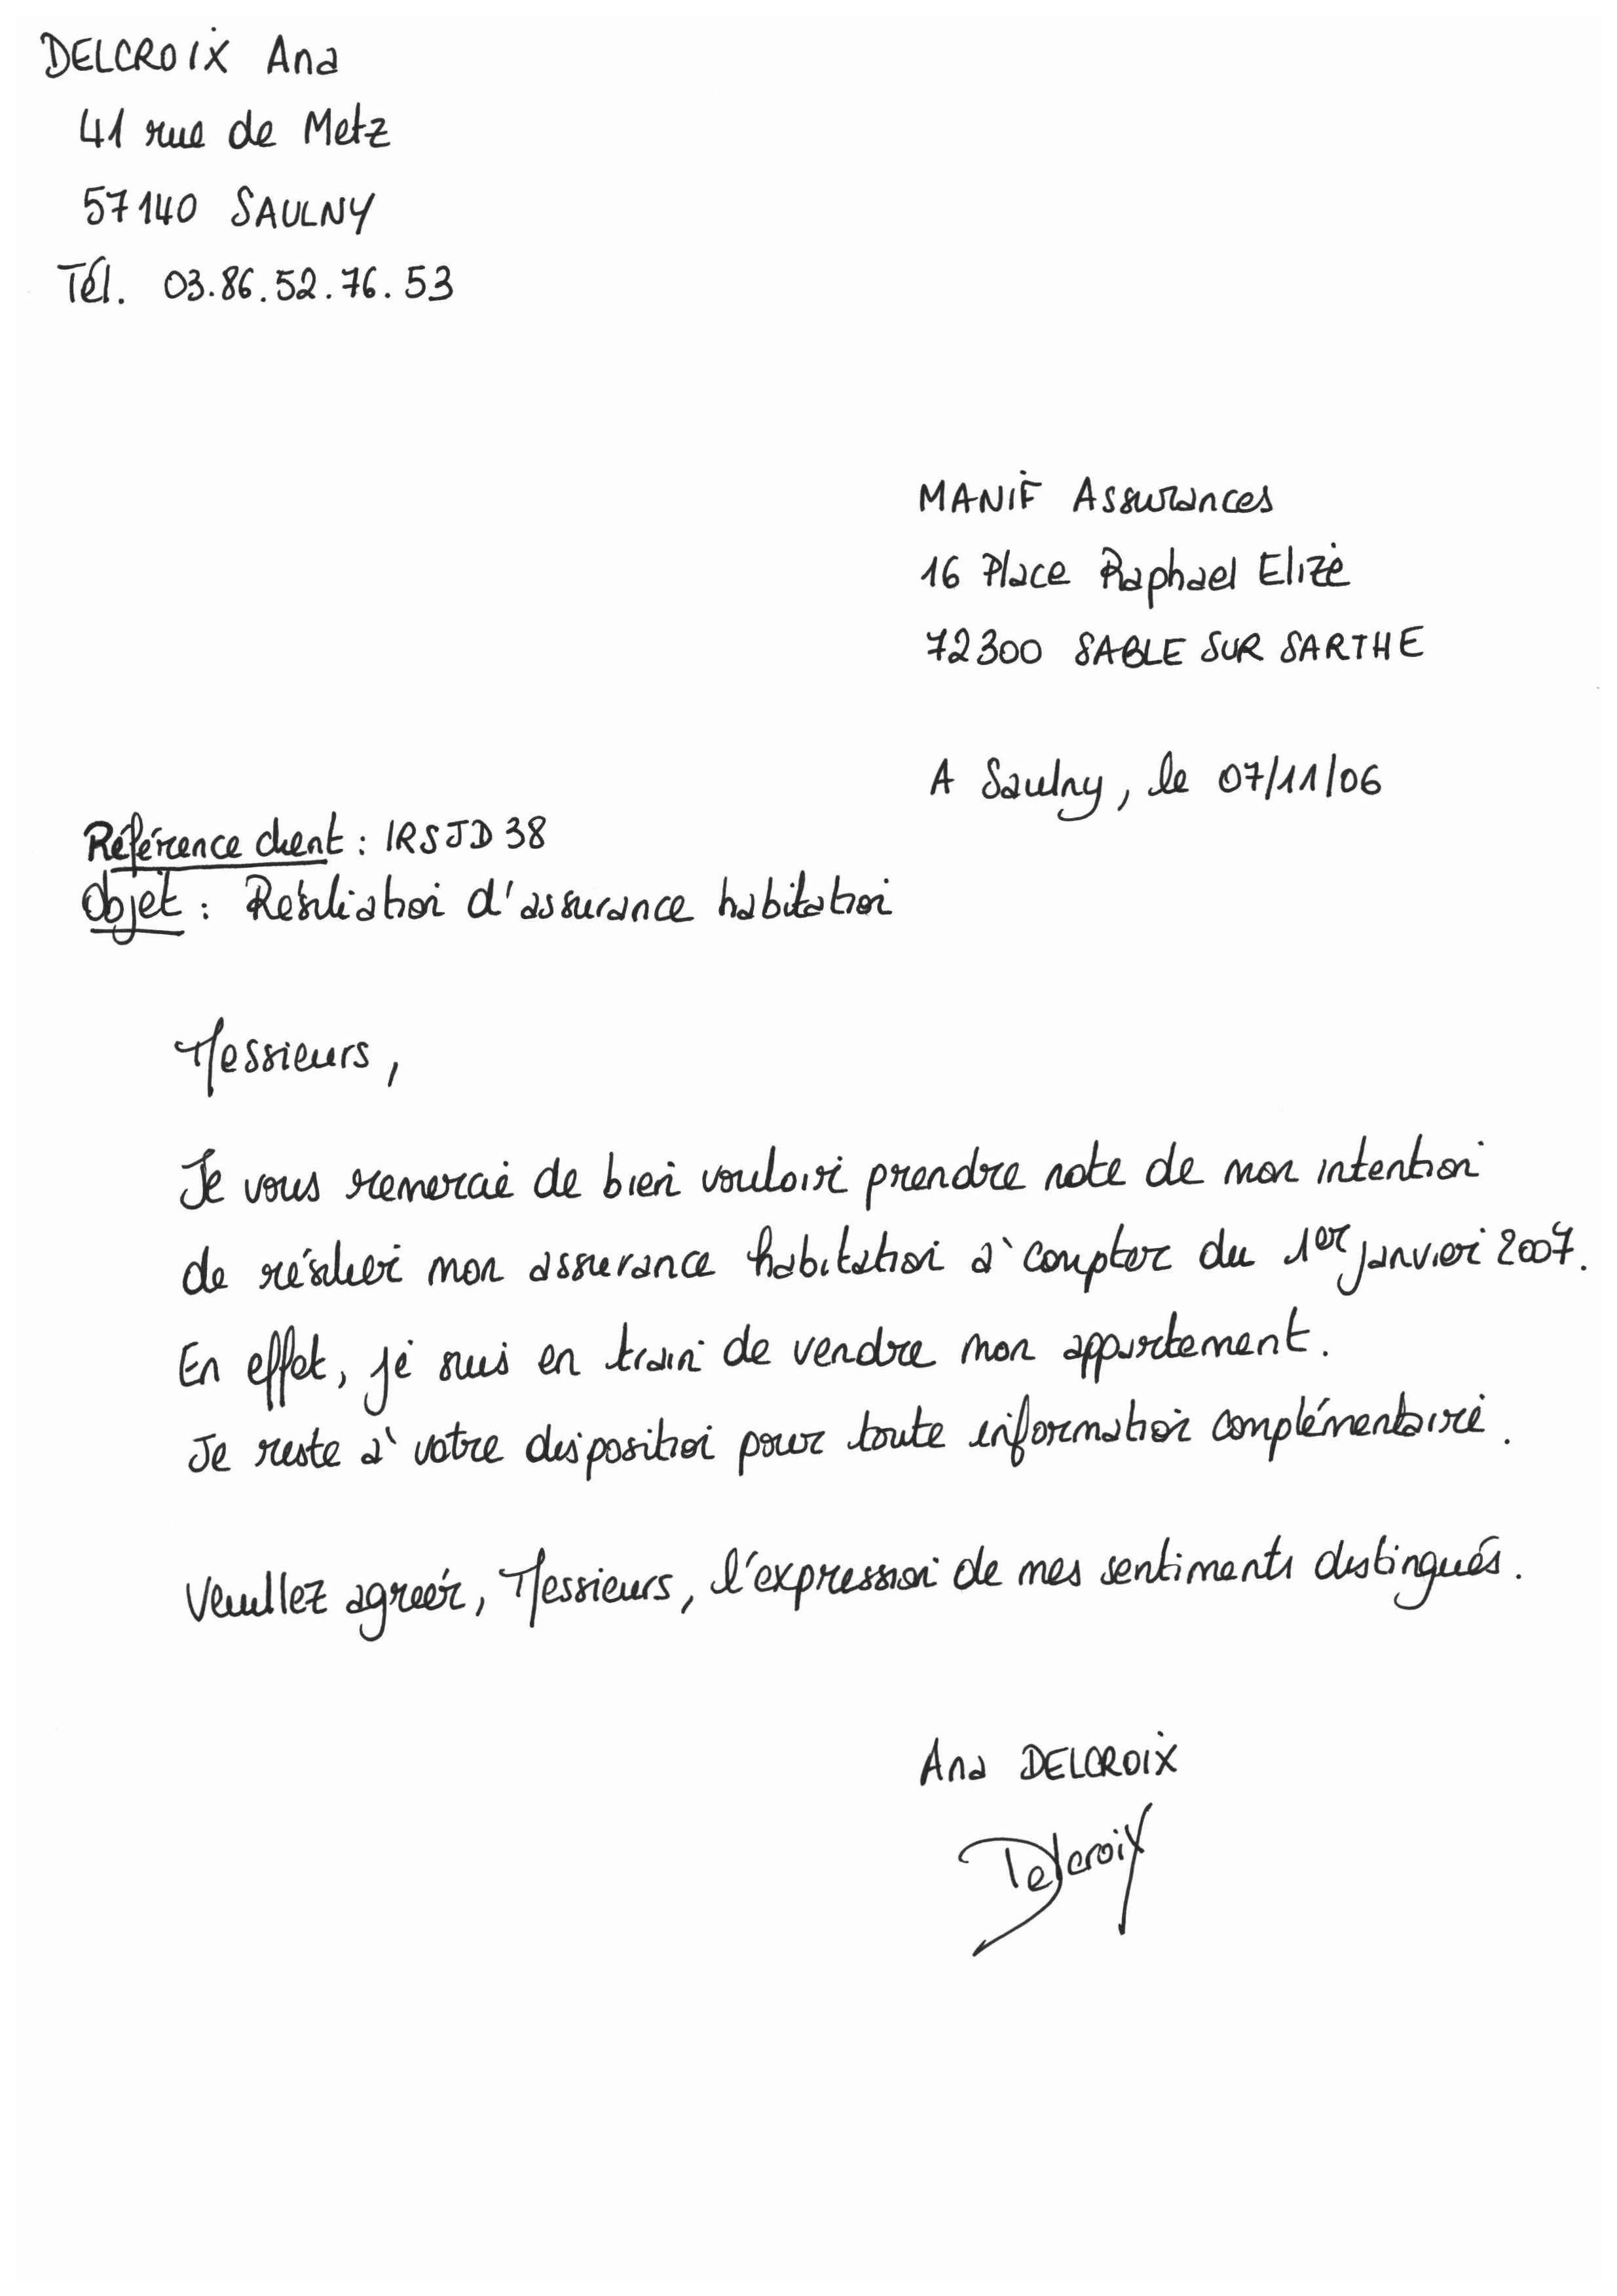 DELCROIX Ana
41 rue de Metz
57140 SAULNY
Tél. 03.86.52.76.53
MANIF Assurances
16 Place Raphael Elizé
72300 SABLE SUR SARTHE
A Saulny, le 07/11/06
Référence client : IRSJD38
Objet : Résiliation d'assurance habitation
Messieurs,
Je vous remercie de bien vouloir prendre note de mon intention
de résilier mon assurance habitation à compter du 1er janvier 2007.
En effet, je suis en train de vendre mon appartement.
Je reste à votre disposition pour toute information complémentaire.
Veuillez agréer, Messieurs, l'expression de mes sentiments distingués.
Ana DELCROIX
Delcroix